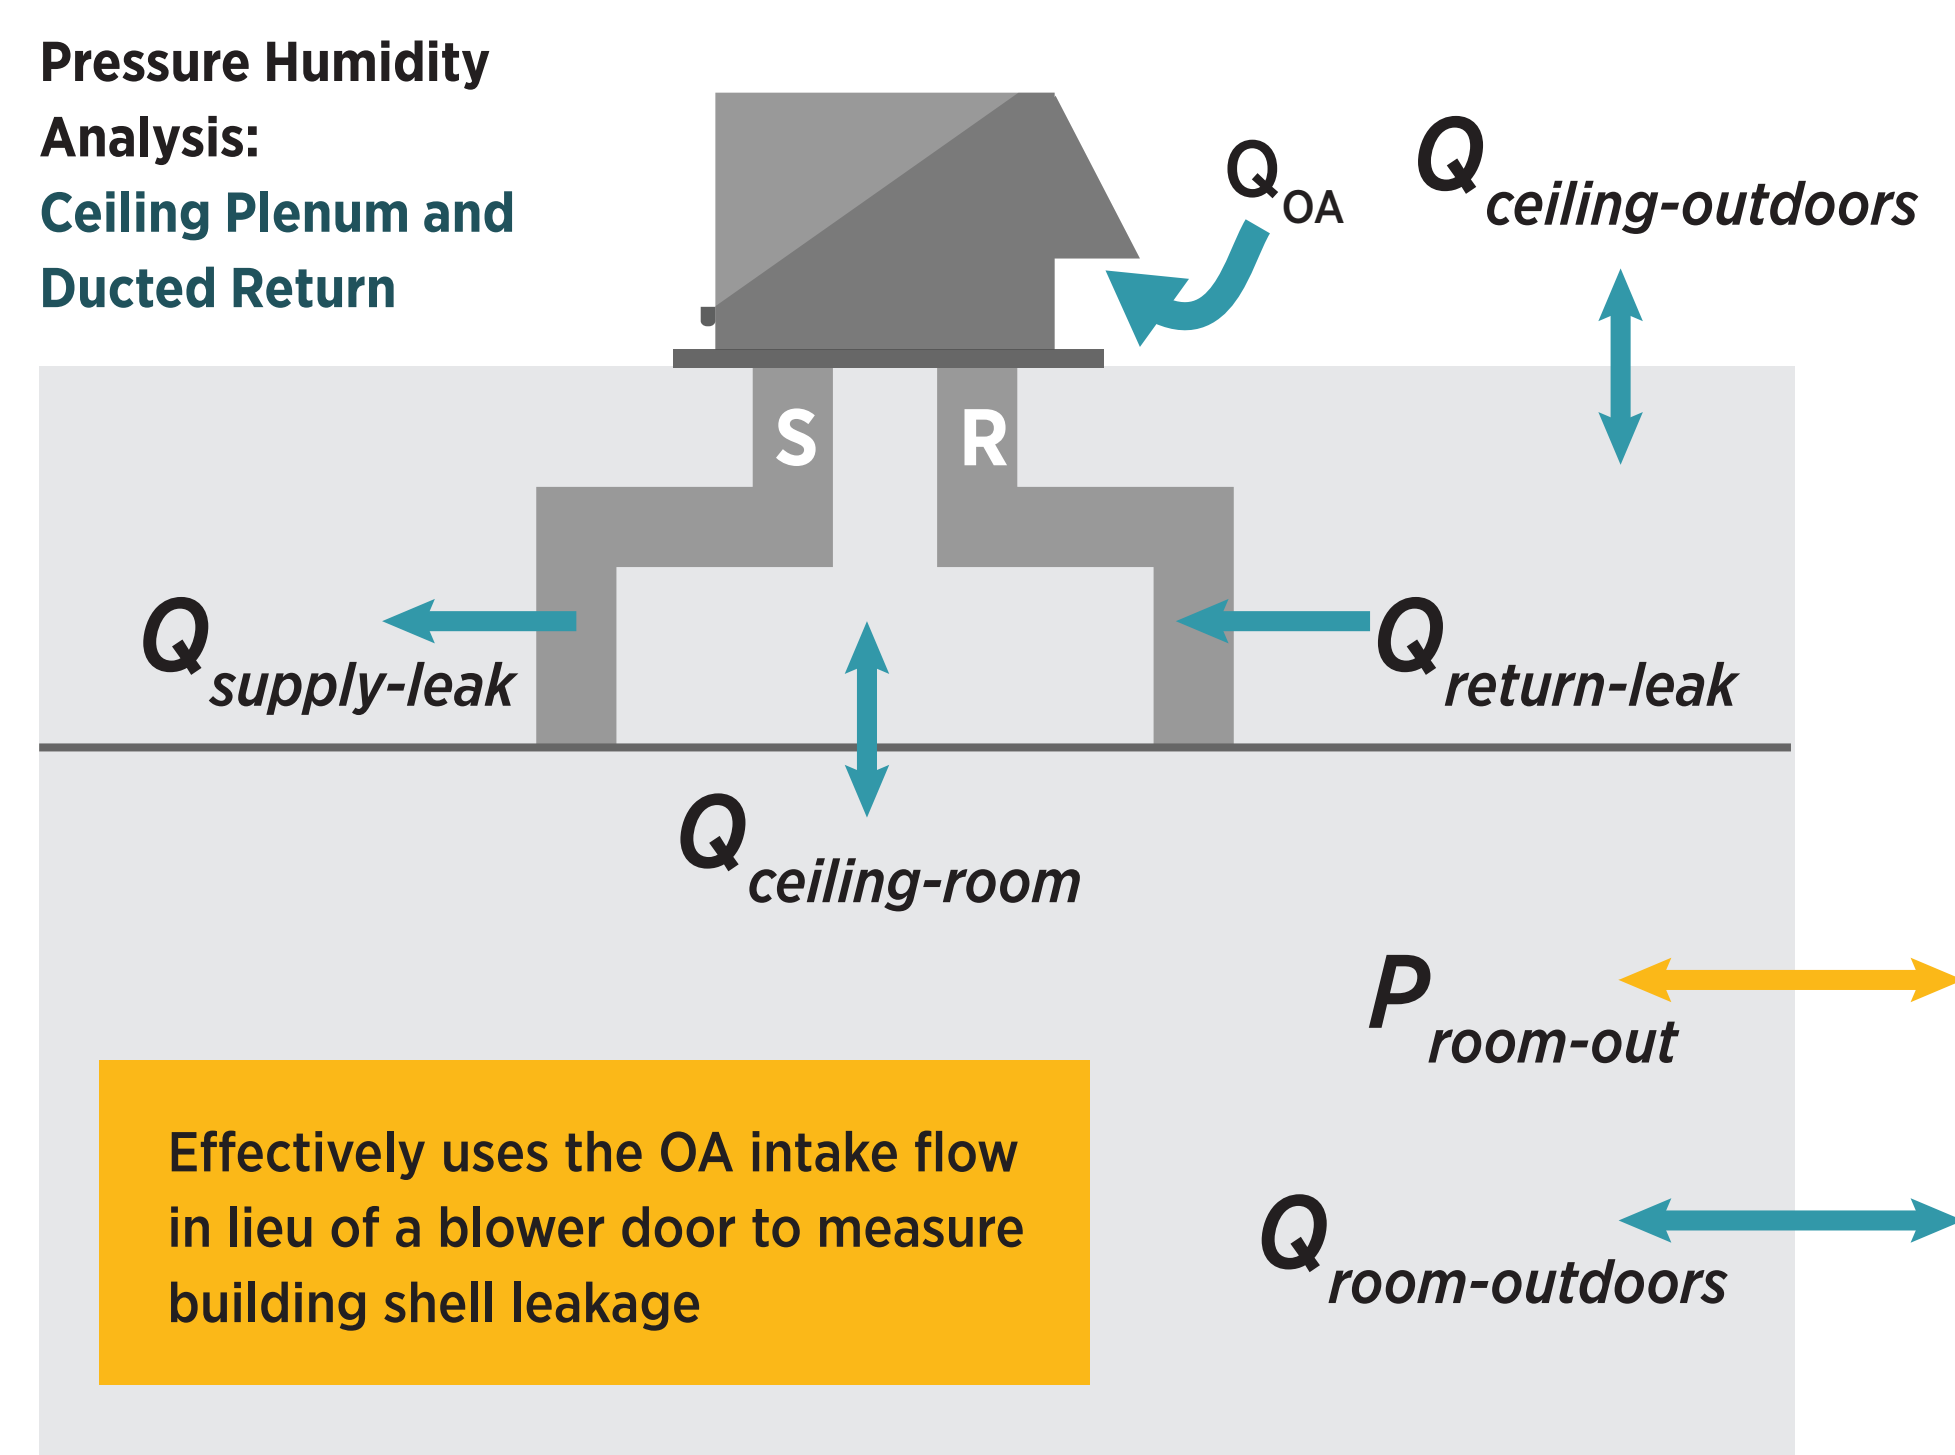 Pressure Humidity
Analysis:
Ceiling Plenum and
Ducted Return
Q OA
Q ceiling-outdoors
S
R
Q supply-leak
Q return-leak
Q ceiling-room
P room-out
Effectively uses the OA intake flow
in lieu of a blower door to measure
building shell leakage
Q room-outdoors